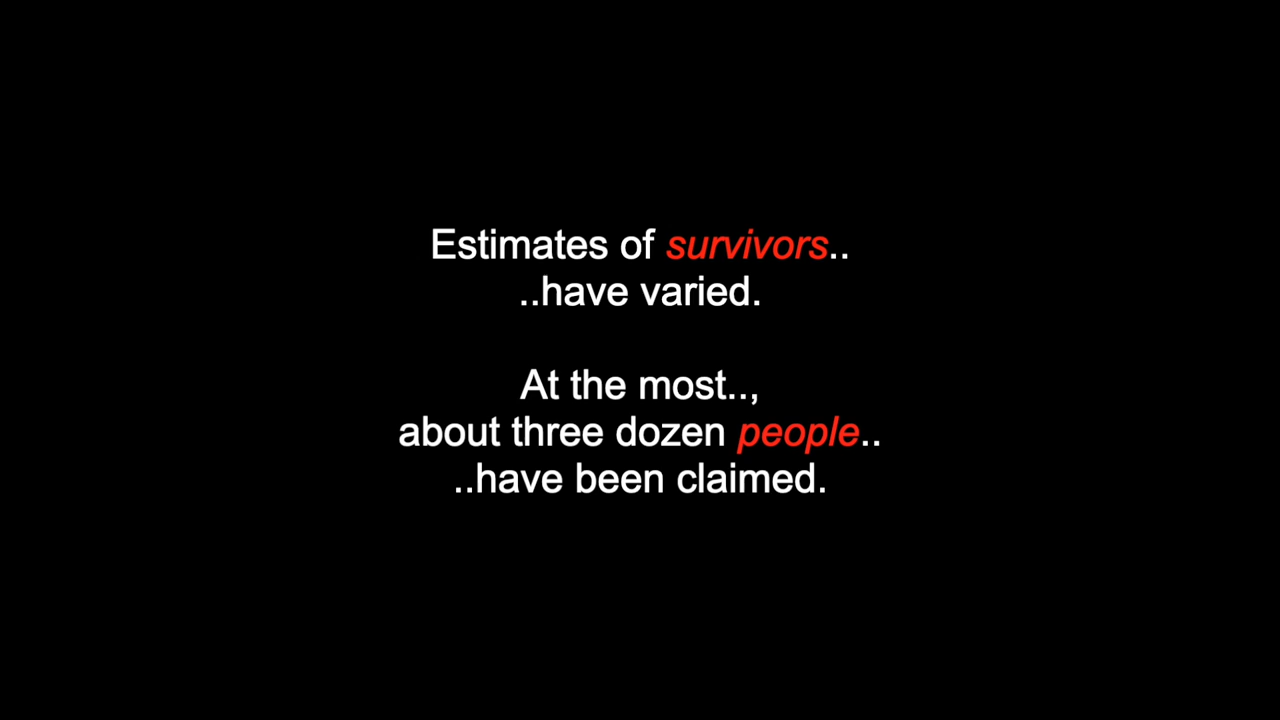 Estimates of survivors..
..have varied.
At the most..,
about three dozen people..
..have been claimed.